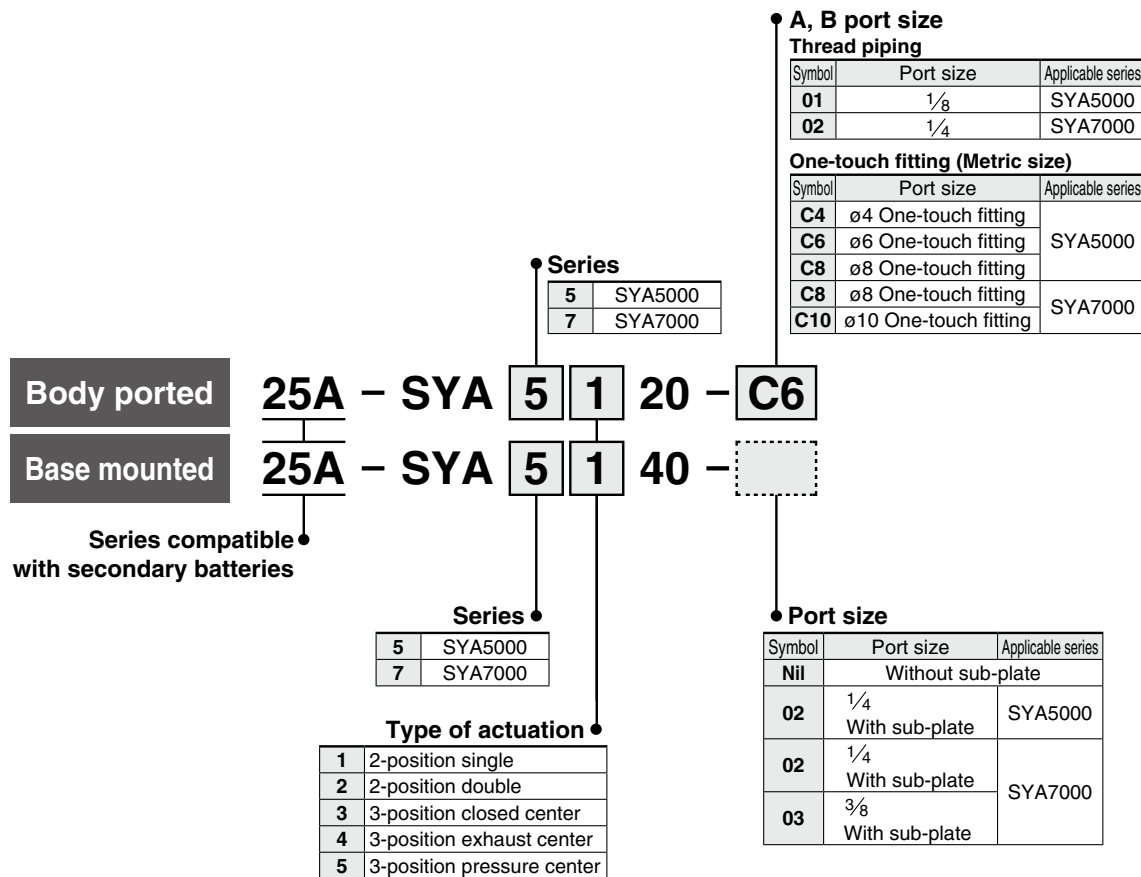 A, B port size
Thread piping
Symbol Port size Applicable series
01 1/8 SYA5000
02 1/4 SYA7000
One-touch fitting (Metric size)
Symbol Port size Applicable series
C4 ø4 One-touch fitting
C6 ø6 One-touch fitting SYA5000
C8 ø8 One-touch fitting
C8 ø8 One-touch fitting SYA7000
C10 ø10 One-touch fitting
Series
5 SYA5000
7 SYA7000
Body ported 25A – SYA 5 1 20 – C6
Base mounted 25A – SYA 5 1 40 –
Series compatible
with secondary batteries
Series
5 SYA5000
7 SYA7000
Type of actuation
1 2-position single
2 2-position double
3 3-position closed center
4 3-position exhaust center
5 3-position pressure center
Port size
Symbol Port size Applicable series
Nil Without sub-plate
02 1/4 SYA5000
With sub-plate
02 1/4 SYA7000
With sub-plate
03 3/8
With sub-plate